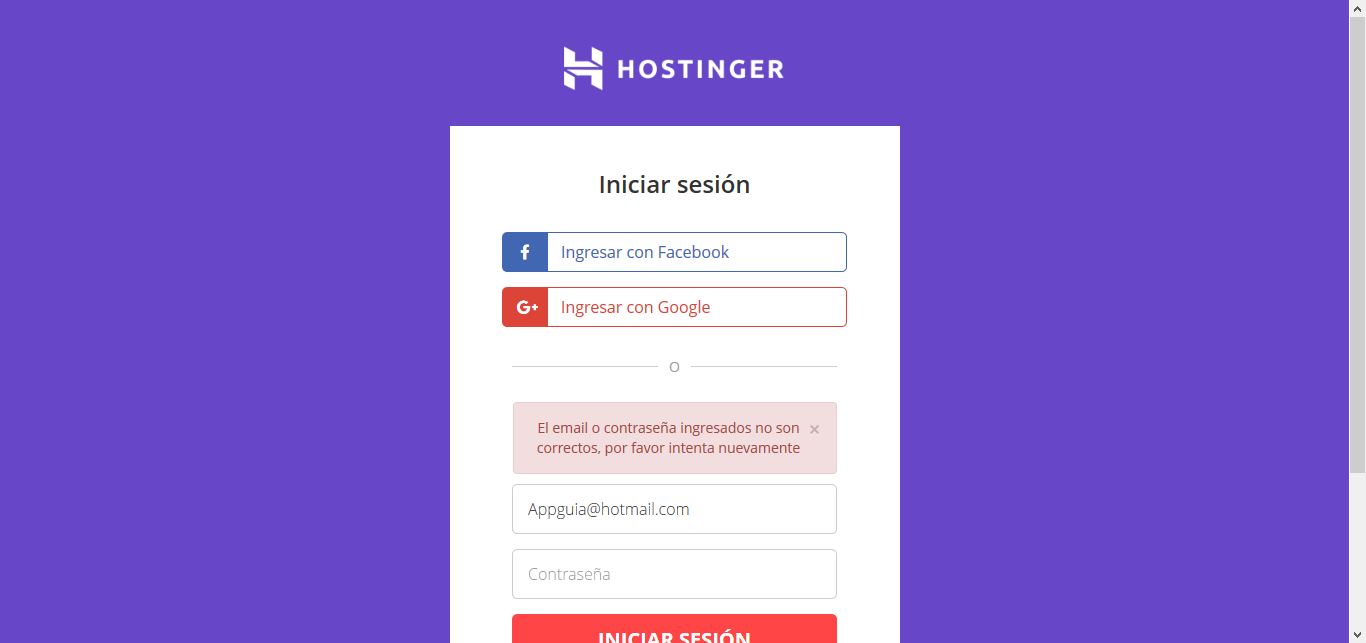 HOSTINGER
Iniciar sesión
Ingresar con Facebook
G+ Ingresar con Google
O
El email o contraseña ingresados no son ×
correctos, por favor intenta nuevamente
Appguia@hotmail.com
Contraseña
INICIAR SESIÓN